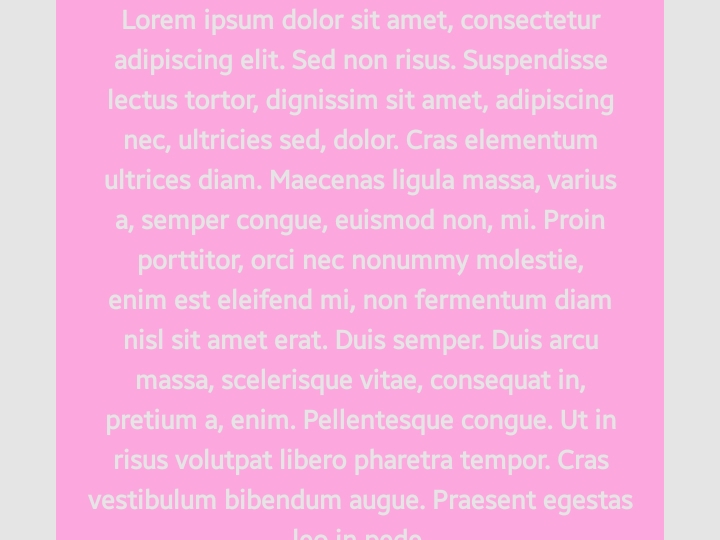 Lorem ipsum dolor sit amet, consectetur
adipiscing elit. Sed non risus. Suspendisse
lectus tortor, dignissim sit amet, adipiscing
nec, ultricies sed, dolor. Cras elementum
ultrices diam. Maecenas ligula massa, varius
a, semper congue, euismod non, mi. Proin
porttitor, orci nec nonummy molestie,
enim est eleifend mi, non fermentum diam
nisl sit amet erat. Duis semper. Duis arcu
massa, scelerisque vitae, consequat in,
pretium a, enim. Pellentesque congue. Ut in
risus volutpat libero pharetra tempor. Cras
vestibulum bibendum augue. Praesent egestas
leo in pede